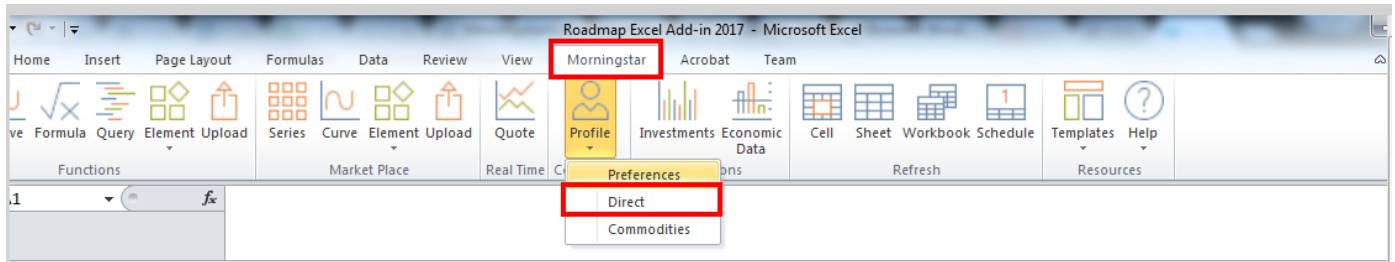 Roadmap Excel Add-in 2017 - Microsoft Excel
Home Insert Page Layout Formulas Data Review View Morningstar Acrobat Team
1
Formula Query Element Upload Series Curve Element Upload Quote Profile Investments Economic Data Cell Sheet Workbook Schedule Templates Help
Functions Market Place Real Time Refresh Resources
Preferences
fx
Direct
Commodities